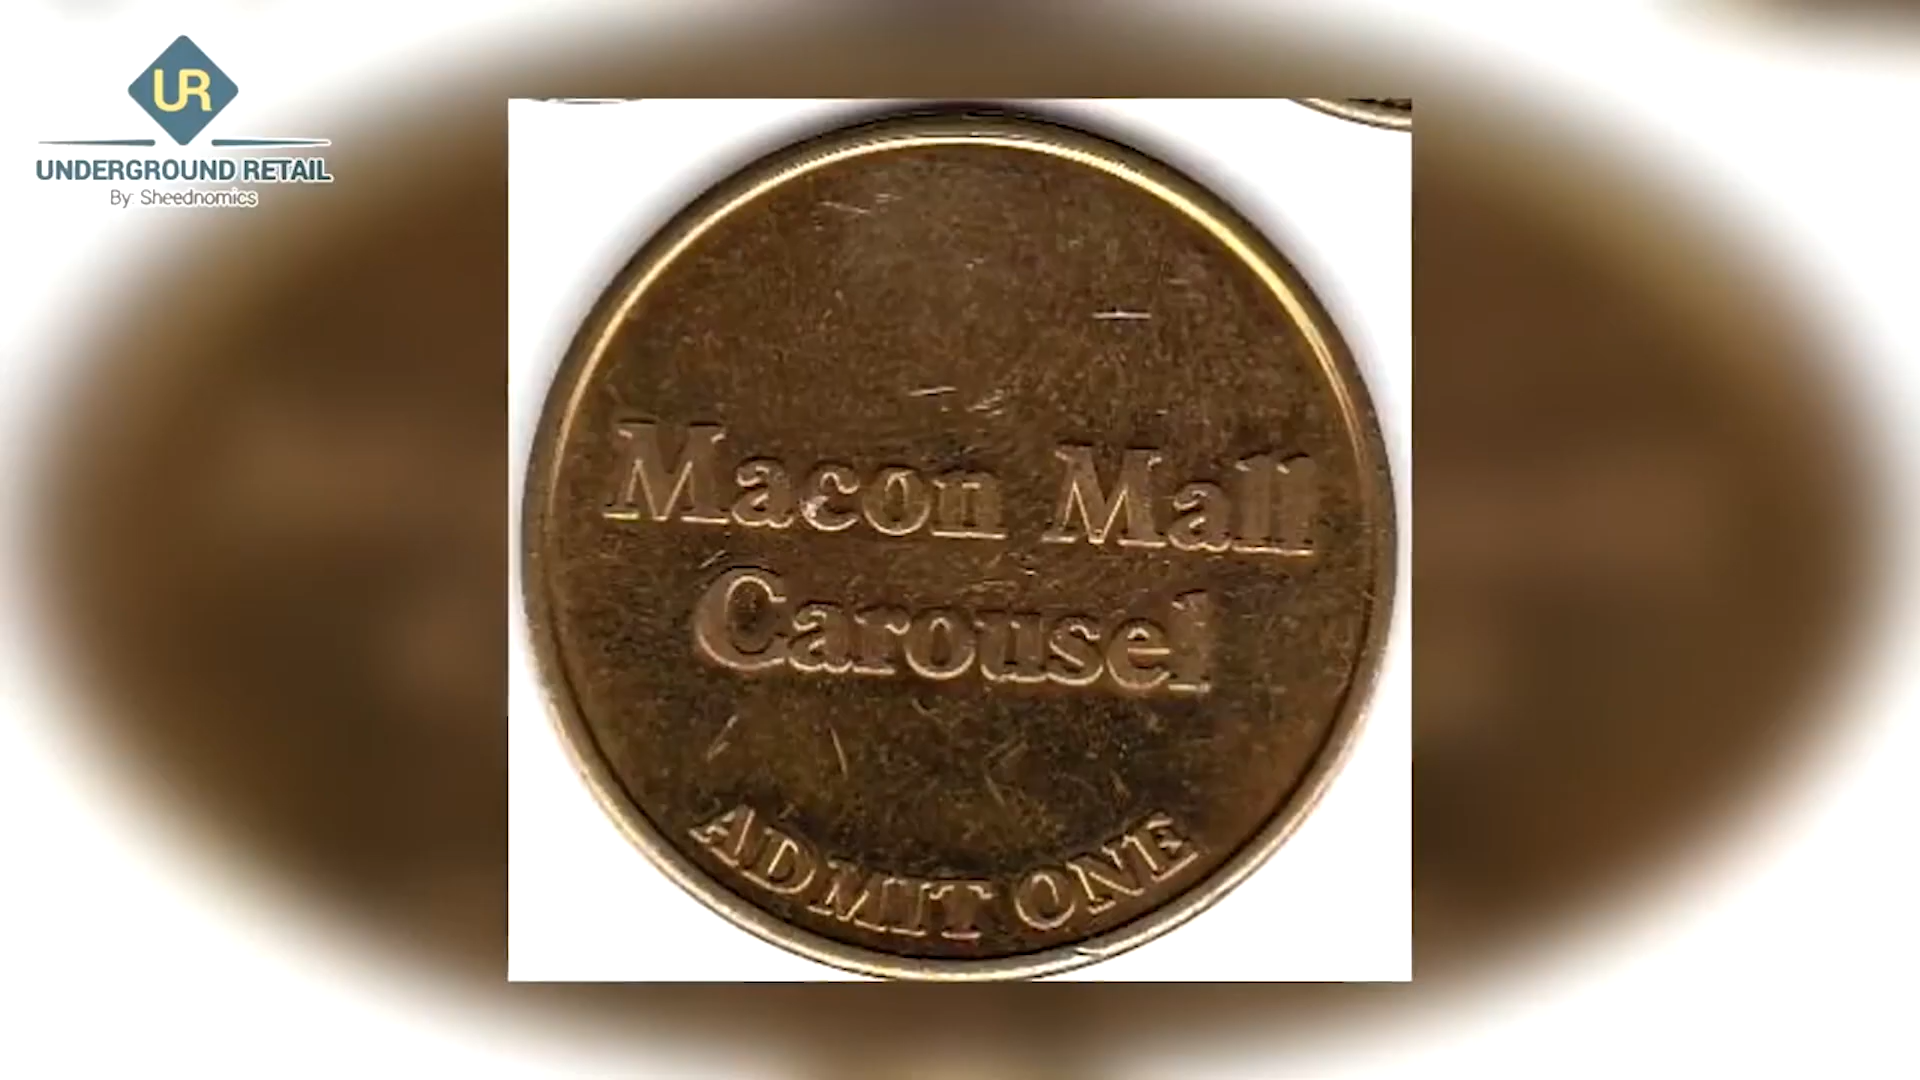 UR
UNDERGROUND RETAIL
By: Sheednomics
Macon Mall
Carousel
ADMIT ONE